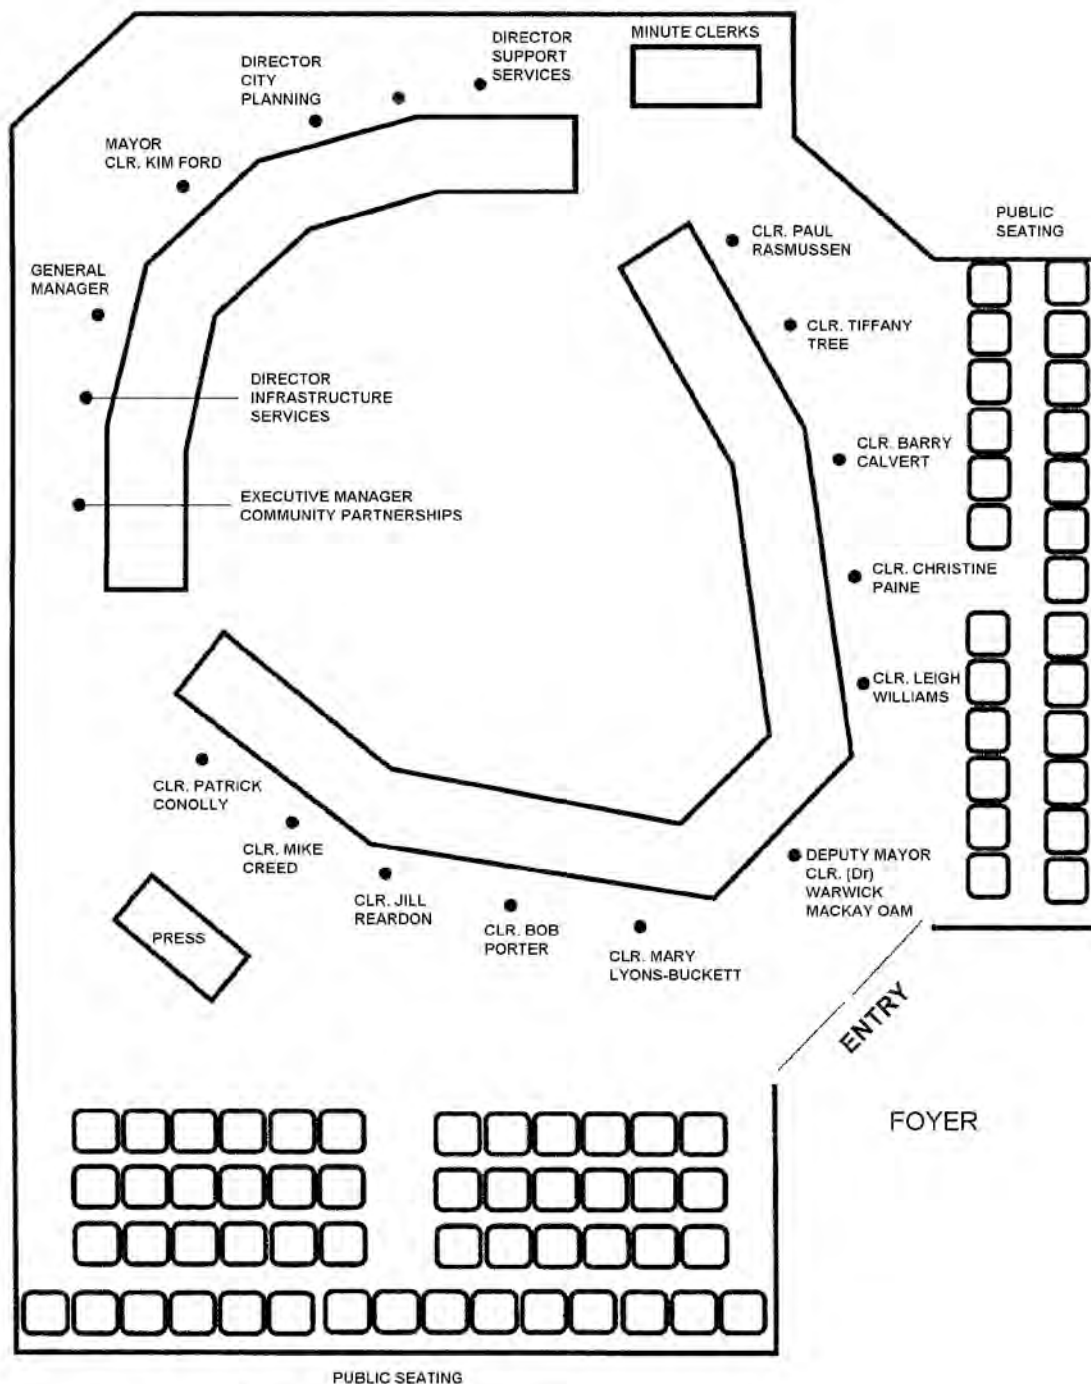 MINUTE CLERKS
DIRECTOR
SUPPORT
SERVICES
DIRECTOR
CITY
PLANNING
MAYOR
CLR. KIM FORD
GENERAL
MANAGER
DIRECTOR
INFRASTRUCTURE
SERVICES
EXECUTIVE MANAGER
COMMUNITY PARTNERSHIPS
PUBLIC
SEATING
CLR. PAUL
RASMUSSEN
CLR. TIFFANY
TREE
CLR. BARRY
CALVERT
CLR. CHRISTINE
PAINE
CLR. LEIGH
WILLIAMS
DEPUTY MAYOR
CLR. (Dr)
WARWICK
MACKAY OAM
CLR. PATRICK
CONOLLY
CLR. MIKE
CREED
CLR. JILL
REARDON
CLR. BOB
PORTER
CLR. MARY
LYONS-BUCKETT
PRESS
ENTRY
FOYER
PUBLIC SEATING